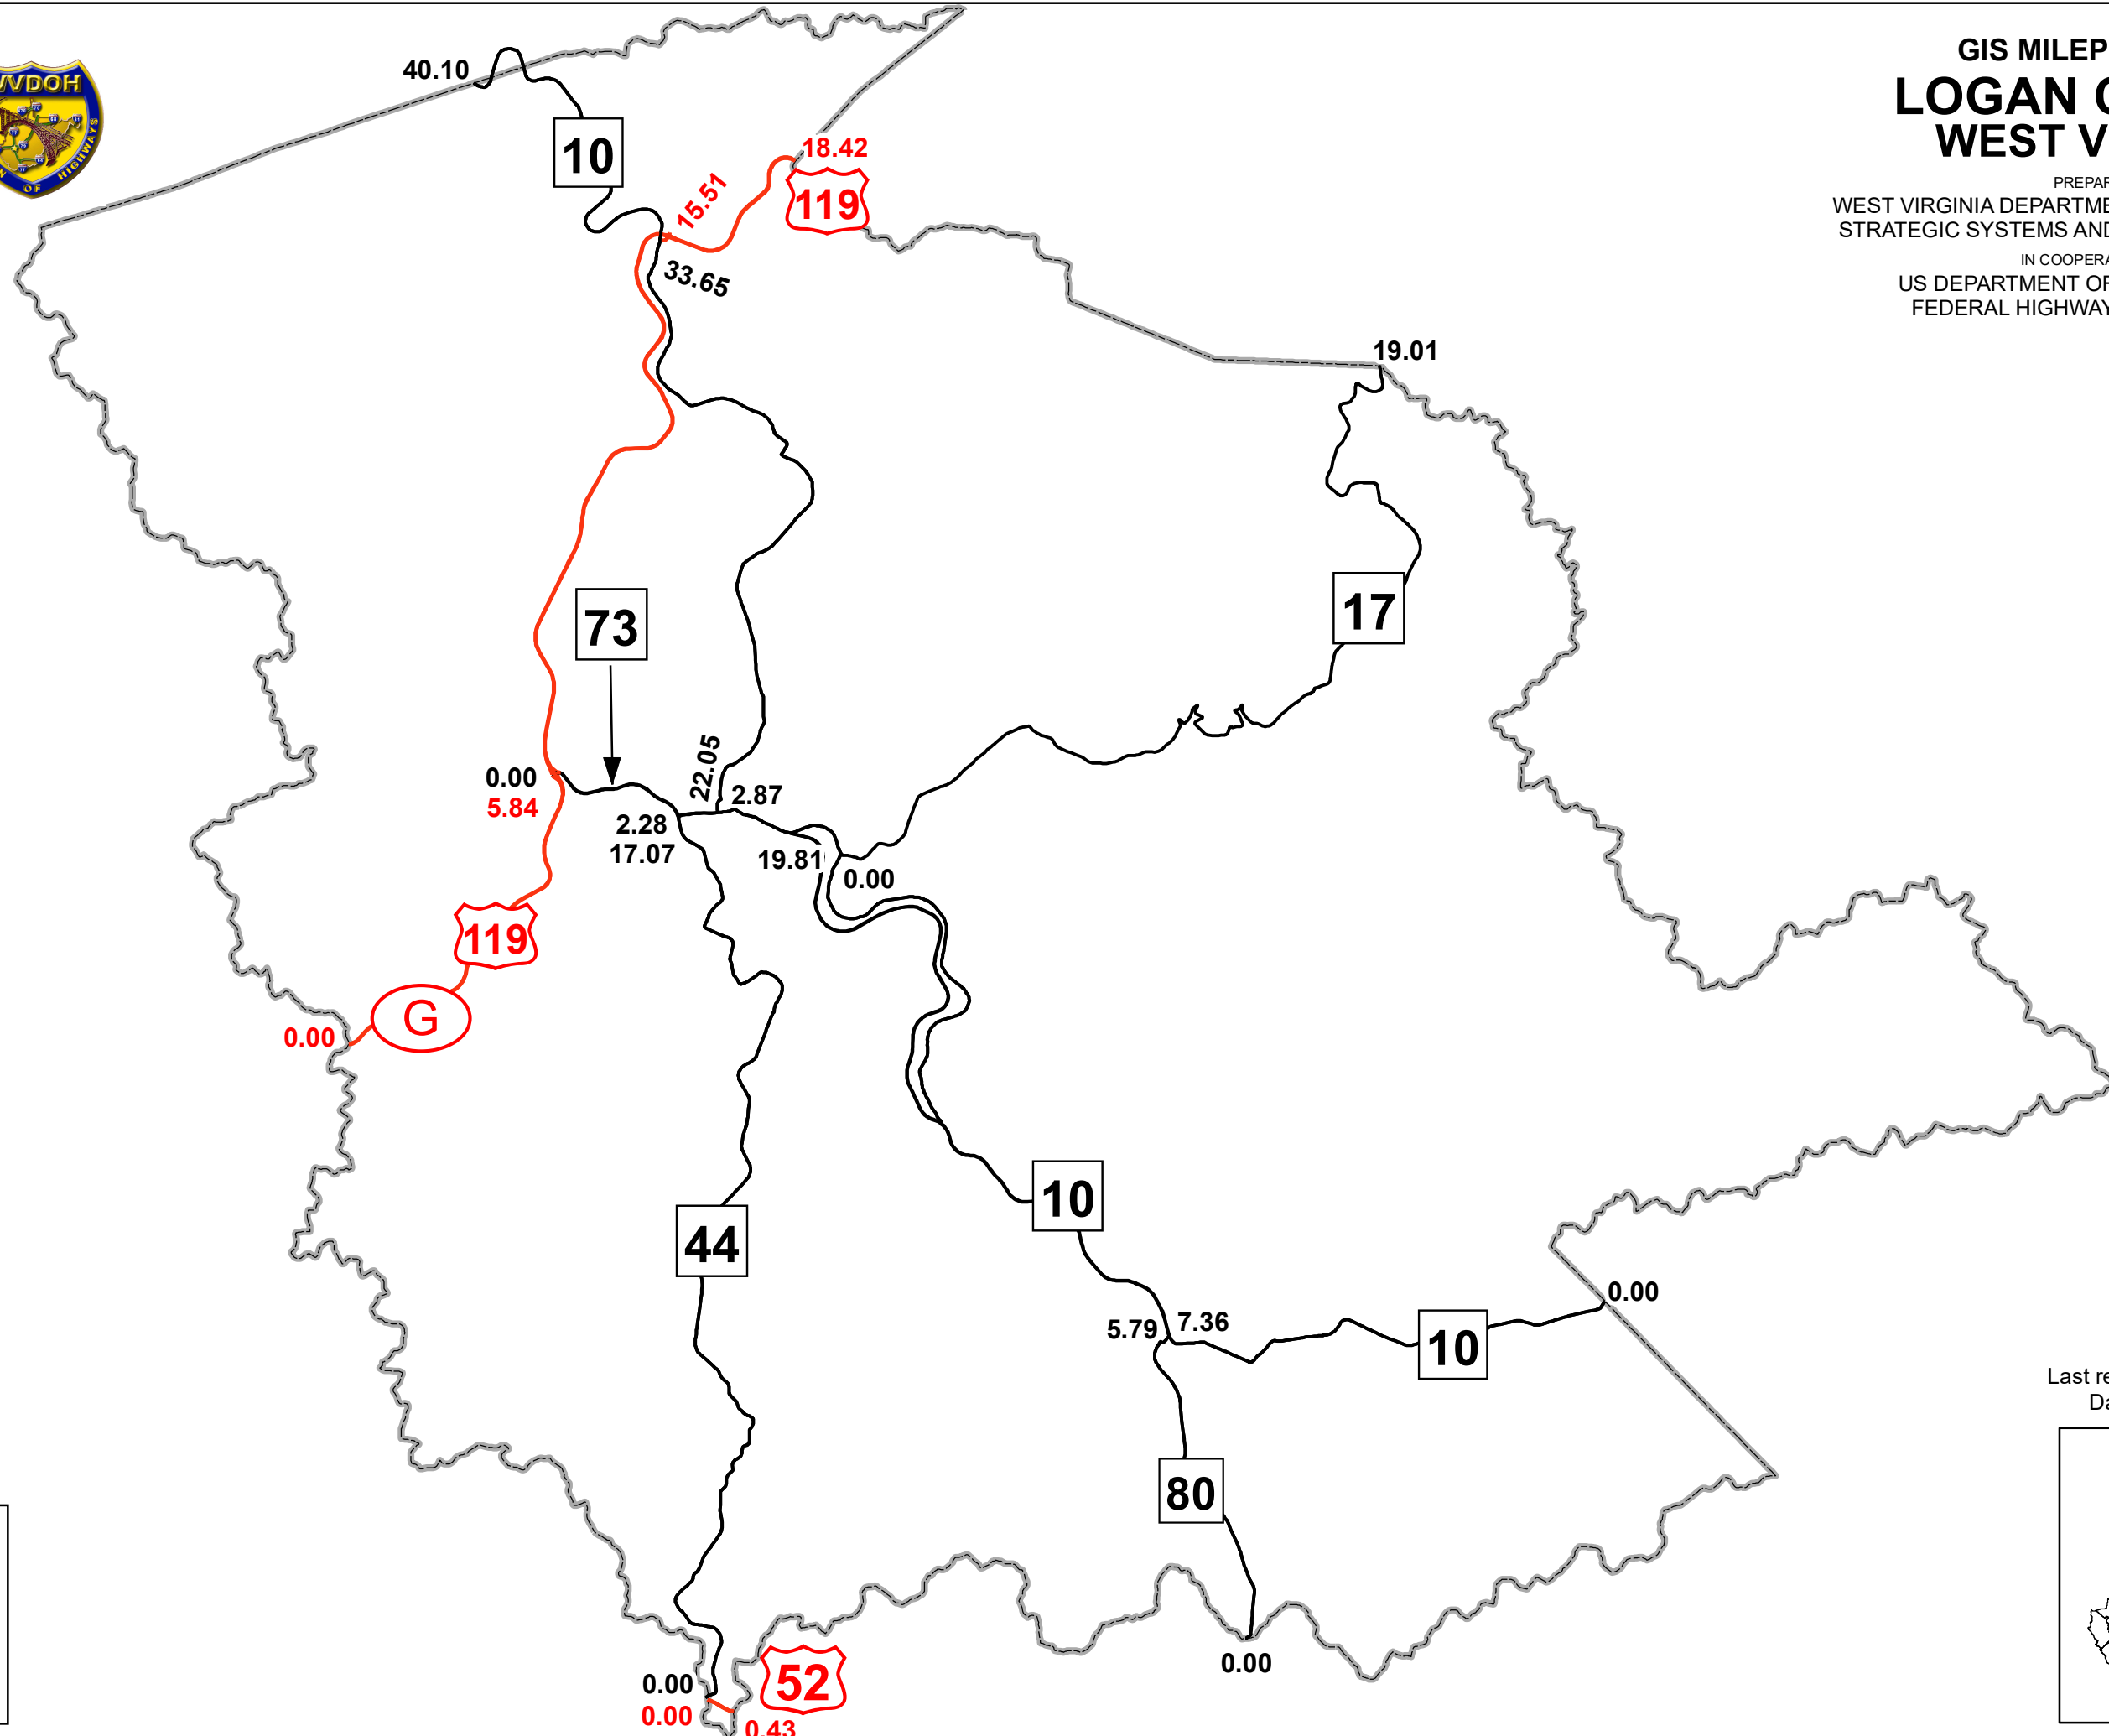 GIS MILEP
LOGAN C
WEST V
PREPAR
WEST VIRGINIA DEPARTME
STRATEGIC SYSTEMS AND
IN COOPERA
US DEPARTMENT OF
FEDERAL HIGHWAY
VVDOH
N OF HIGHWAYS
40.10
10
18.42
15.51
119
33.65
19.01
17
73
22.05
0.00
5.84
2.87
2.28
17.07
19.81
0.00
119
G
0.00
10
44
0.00
5.79
7.36
10
Last re
Da
80
0.00
0.00
52
0.00
0.43